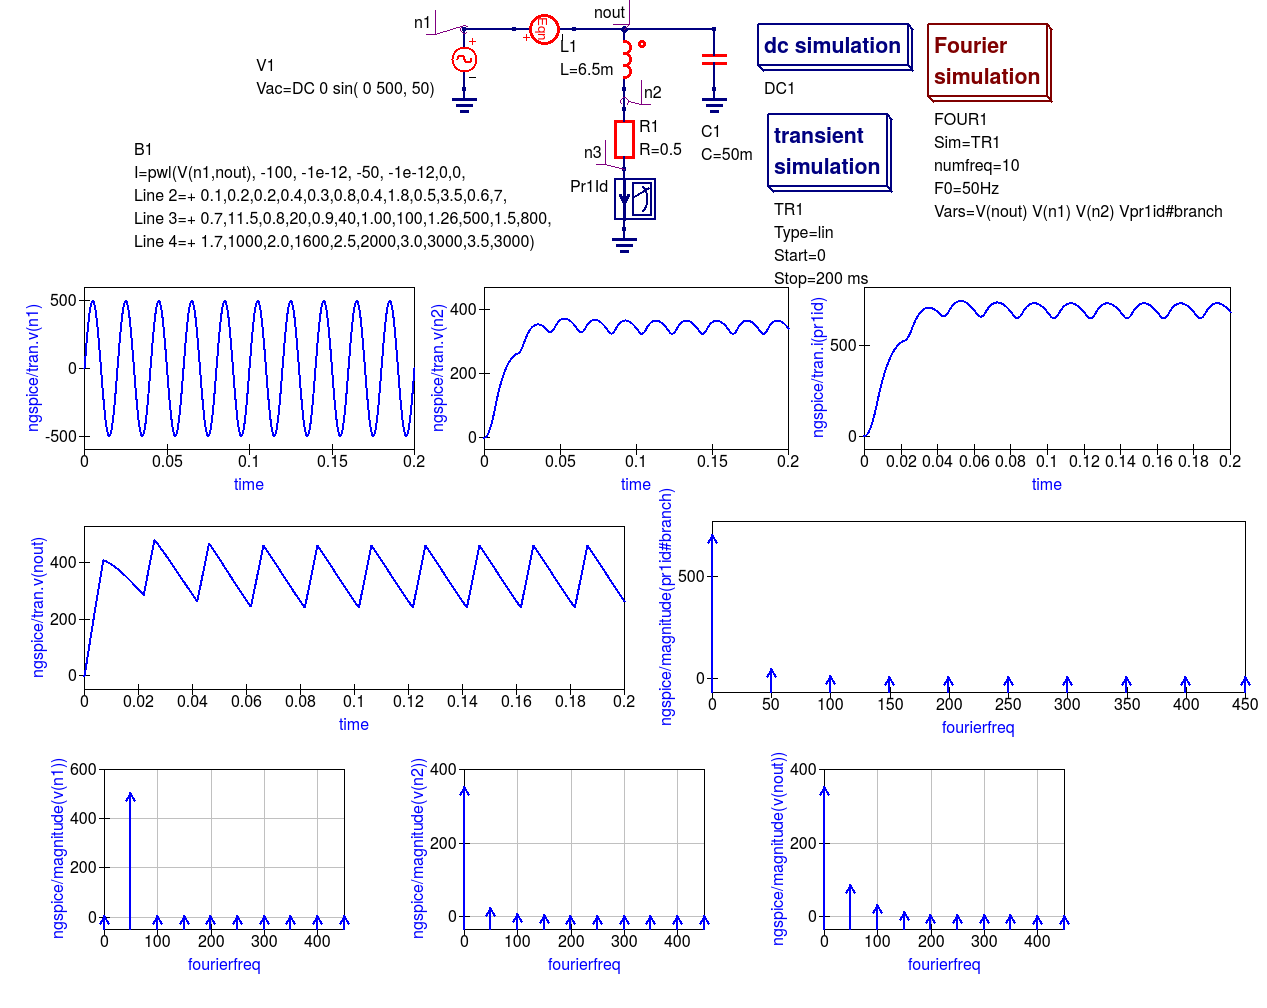 n1
V1
Vac=DC 0 sin( 0 500, 50)
+
−
+
Eqn
nout
L1
L=6.5m
n2
R1
R=0.5
n3
Pr1Id
C1
C=50m
dc simulation
DC1
transient
simulation
TR1
Type=lin
Start=0
Stop=200 ms
Fourier
simulation
FOUR1
Sim=TR1
numfreq=10
F0=50Hz
Vars=V(nout) V(n1) V(n2) Vpr1id#branch
B1
I=pwl(V(n1,nout), -100, -1e-12, -50, -1e-12,0,0,
Line 2=+ 0.1,0.2,0.2,0.4,0.3,0.8,0.4,1.8,0.5,3.5,0.6,7,
Line 3=+ 0.7,11.5,0.8,20,0.9,40,1.00,100,1.26,500,1.5,800,
Line 4=+ 1.7,1000,2.0,1600,2.5,2000,3.0,3000,3.5,3000)
ngspice/tran.v(n1)
500
0
-500
0 0.05 0.1 0.15 0.2
time
ngspice/tran.v(n2)
400
200
0
0 0.05 0.1 0.15 0.2
time
ngspice/tran.i(pr1id)
500
0
0 0.02 0.04 0.06 0.08 0.1 0.12 0.14 0.16 0.18 0.2
time
ngspice/tran.v(nout)
400
200
0
0 0.02 0.04 0.06 0.08 0.1 0.12 0.14 0.16 0.18 0.2
time
ngspice/magnitude(pr1id#branch)
500
0
0 50 100 150 200 250 300 350 400 450
fourierfreq
ngspice/magnitude(v(n1))
600
400
200
0
0 100 200 300 400
fourierfreq
ngspice/magnitude(v(n2))
400
200
0
0 100 200 300 400
fourierfreq
ngspice/magnitude(v(nout))
400
200
0
0 100 200 300 400
fourierfreq